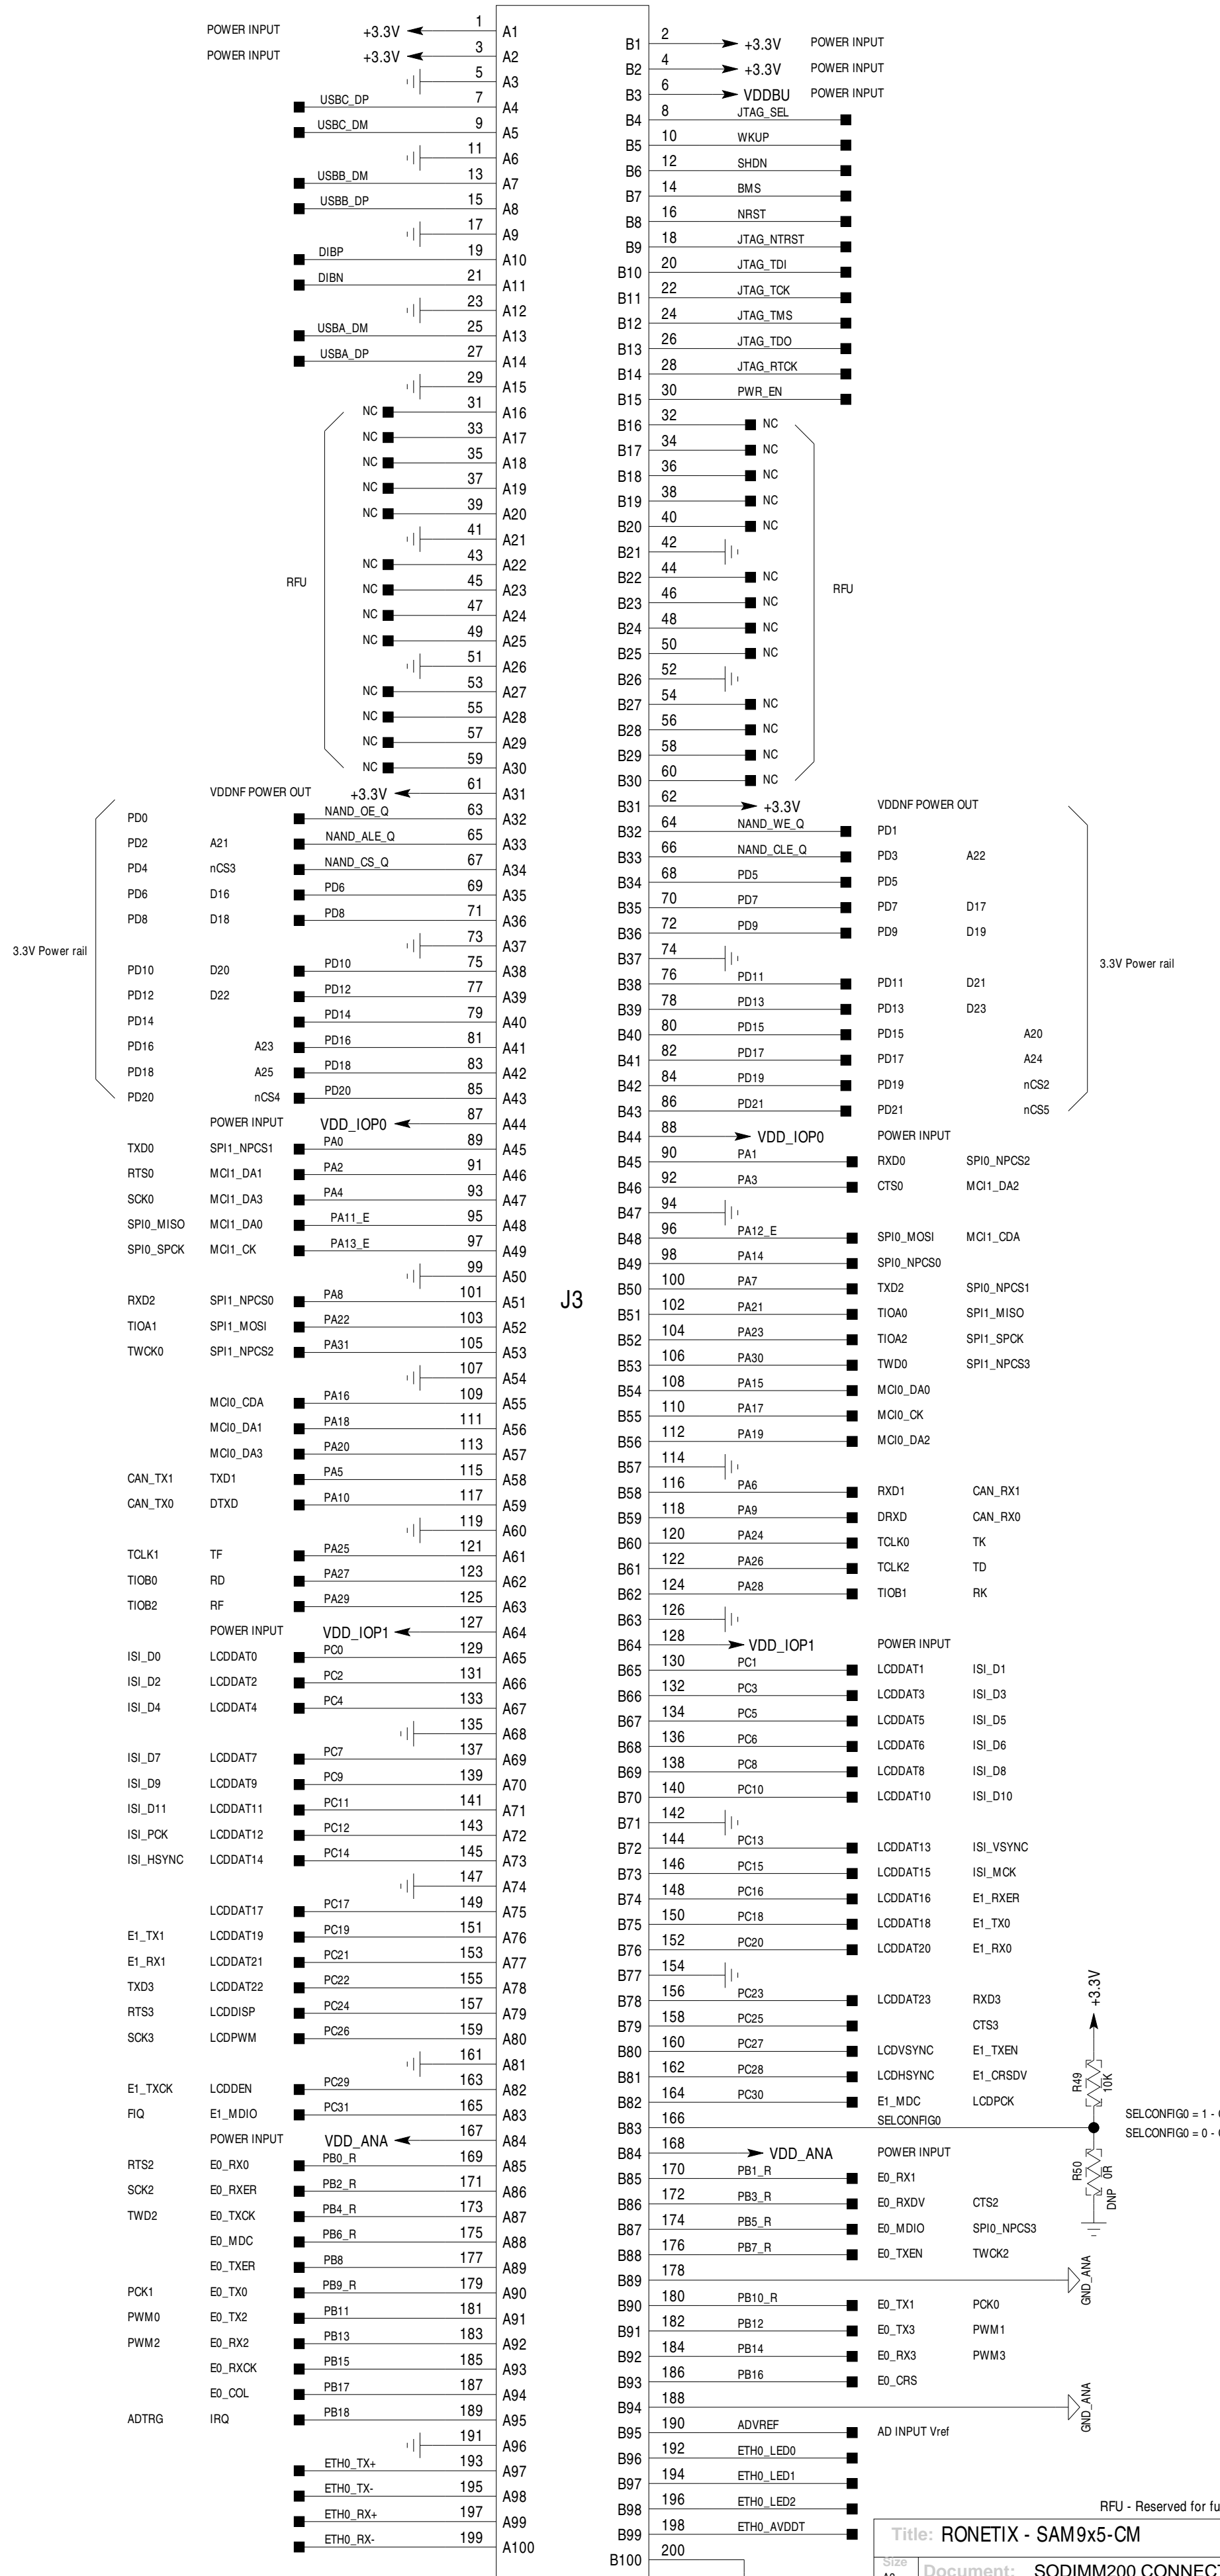 POWER INPUT +3.3V 1 A1
B1 2 +3.3V POWER INPUT
POWER INPUT +3.3V 3 A2
B2 4 +3.3V POWER INPUT
5 A3
B3 6 VDDBU POWER INPUT
USBC_DP 7 A4
B4 8 JTAG_SEL
USBC_DM 9 A5
B5 10 WKUP
11 A6
B6 12 SHDN
USBB_DM 13 A7
B7 14 BMS
USBB_DP 15 A8
B8 16 NRST
17 A9
B9 18 JTAG_NTRST
DIBP 19 A10
B10 20 JTAG_TDI
DIBN 21 A11
B11 22 JTAG_TCK
23 A12
B12 24 JTAG_TMS
USBA_DM 25 A13
B13 26 JTAG_TDO
USBA_DP 27 A14
B14 28 JTAG_RTCK
29 A15
B15 30 PWR_EN
NC 31 A16
B16 32 NC
NC 33 A17
B17 34 NC
NC 35 A18
B18 36 NC
NC 37 A19
B19 38 NC
NC 39 A20
B20 40 NC
41 A21
B21 42
NC 43 A22
B22 44 NC
RFU
NC 45 A23
B23 46 NC
RFU
NC 47 A24
B24 48 NC
NC 49 A25
B25 50 NC
51 A26
B26 52
NC 53 A27
B27 54 NC
NC 55 A28
B28 56 NC
NC 57 A29
B29 58 NC
NC 59 A30
B30 60 NC
VDDNF POWER OUT +3.3V 61 A31
B31 62 +3.3V VDDNF POWER OUT
PD0 NAND_OE_Q 63 A32
B32 64 NAND_WE_Q PD1
PD2 A21 NAND_ALE_Q 65 A33
B33 66 NAND_CLE_Q PD3 A22
PD4 nCS3 NAND_CS_Q 67 A34
B34 68 PD5 PD5
PD6 D16 PD6 69 A35
B35 70 PD7 PD7 D17
PD8 D18 PD8 71 A36
B36 72 PD9 PD9 D19
3.3V Power rail
73 A37
B37 74
3.3V Power rail
PD10 D20 PD10 75 A38
B38 76 PD11 PD11 D21
PD12 D22 PD12 77 A39
B39 78 PD13 PD13 D23
PD14 PD14 79 A40
B40 80 PD15 PD15 A20
PD16 A23 PD16 81 A41
B41 82 PD17 PD17 A24
PD18 A25 PD18 83 A42
B42 84 PD19 PD19 nCS2
PD20 nCS4 PD20 85 A43
B43 86 PD21 PD21 nCS5
POWER INPUT VDD_IOP0 87 A44
B44 88 VDD_IOP0 POWER INPUT
TXD0 SPI1_NPCS1 PA0 89 A45
B45 90 PA1 RXD0 SPI0_NPCS2
RTS0 MCI1_DA1 PA2 91 A46
B46 92 PA3 CTS0 MCI1_DA2
SCK0 MCI1_DA3 PA4 93 A47
B47 94
SPI0_MISO MCI1_DA0 PA11_E 95 A48
B48 96 PA12_E SPI0_MOSI MCI1_CDA
SPI0_SPCK MCI1_CK PA13_E 97 A49
B49 98 PA14 SPI0_NPCS0
99 A50
B50 100 PA7 TXD2 SPI0_NPCS1
RXD2 SPI1_NPCS0 PA8 101 A51
J3
B51 102 PA21 TIOA0 SPI1_MISO
TIOA1 SPI1_MOSI PA22 103 A52
B52 104 PA23 TIOA2 SPI1_SPCK
TWCK0 SPI1_NPCS2 PA31 105 A53
B53 106 PA30 TWD0 SPI1_NPCS3
107 A54
B54 108 PA15 MCI0_DA0
MCI0_CDA PA16 109 A55
B55 110 PA17 MCI0_CK
MCI0_DA1 PA18 111 A56
B56 112 PA19 MCI0_DA2
MCI0_DA3 PA20 113 A57
B57 114
CAN_TX1 TXD1 PA5 115 A58
B58 116 PA6 RXD1 CAN_RX1
CAN_TX0 DTXD PA10 117 A59
B59 118 PA9 DRXD CAN_RX0
119 A60
B60 120 PA24 TCLK0 TK
TCLK1 TF PA25 121 A61
B61 122 PA26 TCLK2 TD
TIOB0 RD PA27 123 A62
B62 124 PA28 TIOB1 RK
TIOB2 RF PA29 125 A63
B63 126
POWER INPUT VDD_IOP1 127 A64
B64 128 VDD_IOP1 POWER INPUT
ISI_D0 LCDDAT0 PC0 129 A65
B65 130 PC1 LCDDAT1 ISI_D1
ISI_D2 LCDDAT2 PC2 131 A66
B66 132 PC3 LCDDAT3 ISI_D3
ISI_D4 LCDDAT4 PC4 133 A67
B67 134 PC5 LCDDAT5 ISI_D5
135 A68
B68 136 PC6 LCDDAT6 ISI_D6
ISI_D7 LCDDAT7 PC7 137 A69
B69 138 PC8 LCDDAT8 ISI_D8
ISI_D9 LCDDAT9 PC9 139 A70
B70 140 PC10 LCDDAT10 ISI_D10
ISI_D11 LCDDAT11 PC11 141 A71
B71 142
ISI_PCK LCDDAT12 PC12 143 A72
B72 144 PC13 LCDDAT13 ISI_VSYNC
ISI_HSYNC LCDDAT14 PC14 145 A73
B73 146 PC15 LCDDAT15 ISI_MCK
147 A74
B74 148 PC16 LCDDAT16 E1_RXER
LCDDAT17 PC17 149 A75
B75 150 PC18 LCDDAT18 E1_TX0
E1_TX1 LCDDAT19 PC19 151 A76
B76 152 PC20 LCDDAT20 E1_RX0
E1_RX1 LCDDAT21 PC21 153 A77
B77 154
TXD3 LCDDAT22 PC22 155 A78
B78 156 PC23 LCDDAT23 RXD3
+3.3V
RTS3 LCDDISP PC24 157 A79
B79 158 PC25 CTS3
SCK3 LCDPWM PC26 159 A80
B80 160 PC27 LCDVSYNC E1_TXEN
161 A81
B81 162 PC28 LCDHSYNC E1_CRSDV
R49 10K
E1_TXCK LCDDEN PC29 163 A82
B82 164 PC30 E1_MDC LCDPCK
FIQ E1_MDIO PC31 165 A83
B83 166 SELCONFIG0
SELCONFIG0 = 1 -
SELCONFIG0 = 0 -
POWER INPUT VDD_ANA 167 A84
B84 168 VDD_ANA POWER INPUT
RTS2 E0_RX0 PB0_R 169 A85
B85 170 PB1_R E0_RX1
R50 0R DNP
SCK2 E0_RXER PB2_R 171 A86
B86 172 PB3_R E0_RXDV CTS2
TWD2 E0_TXCK PB4_R 173 A87
B87 174 PB5_R E0_MDIO SPI0_NPCS3
E0_MDC PB6_R 175 A88
B88 176 PB7_R E0_TXEN TWCK2
E0_TXER PB8 177 A89
B89 178 GND_ANA
PCK1 E0_TX0 PB9_R 179 A90
B90 180 PB10_R E0_TX1 PCK0
PWM0 E0_TX2 PB11 181 A91
B91 182 PB12 E0_TX3 PWM1
PWM2 E0_RX2 PB13 183 A92
B92 184 PB14 E0_RX3 PWM3
E0_RXCK PB15 185 A93
B93 186 PB16 E0_CRS
E0_COL PB17 187 A94
B94 188 GND_ANA
ADTRG IRQ PB18 189 A95
B95 190 ADVREF AD INPUT Vref
191 A96
B96 192 ETH0_LED0
ETH0_TX+ 193 A97
B97 194 ETH0_LED1
ETH0_TX- 195 A98
B98 196 ETH0_LED2
ETH0_RX+ 197 A99
B99 198 ETH0_AVDDT
ETH0_RX- 199 A100
B100 200
RFU - Reserved for fu
Title: RONETIX - SAM9x5-CM
Size
Document: SODIMM200 CONNECT